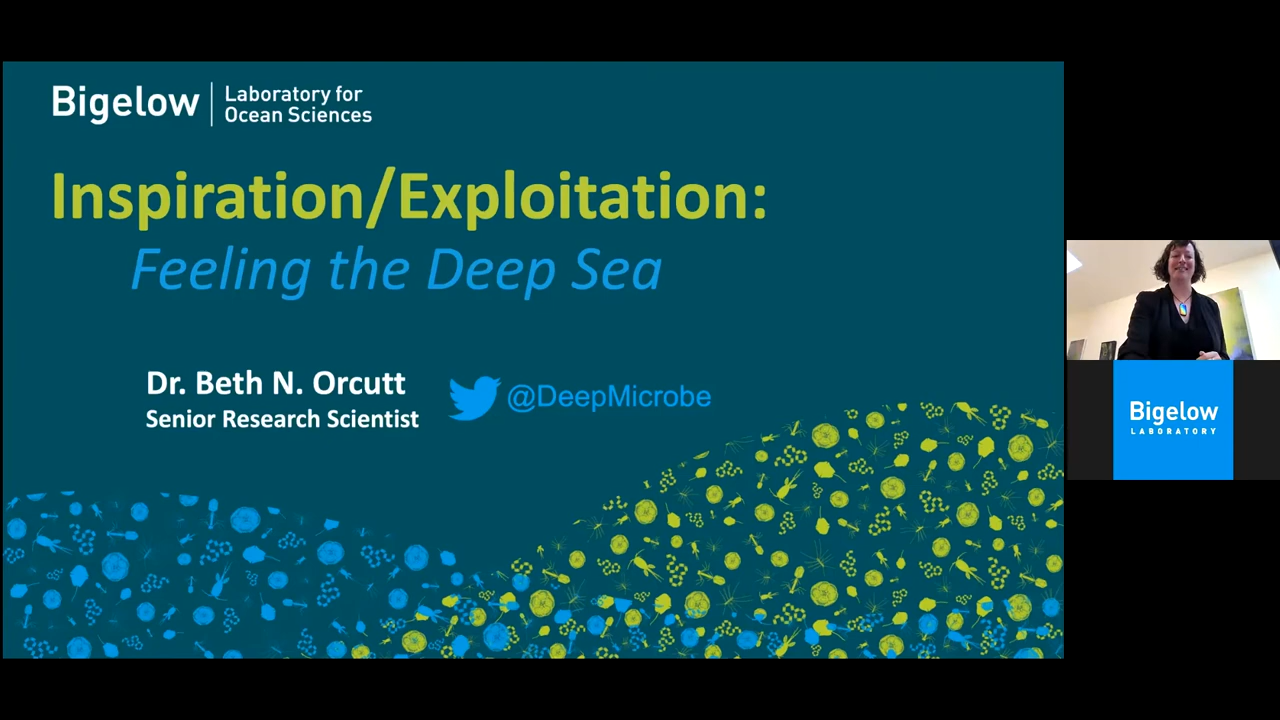 Bigelow
Laboratory for
Ocean Sciences
Inspiration/Exploitation:
Feeling the Deep Sea
Dr. Beth N. Orcutt
Senior Research Scientist
@DeepMicrobe
Bigelow
LABORATORY